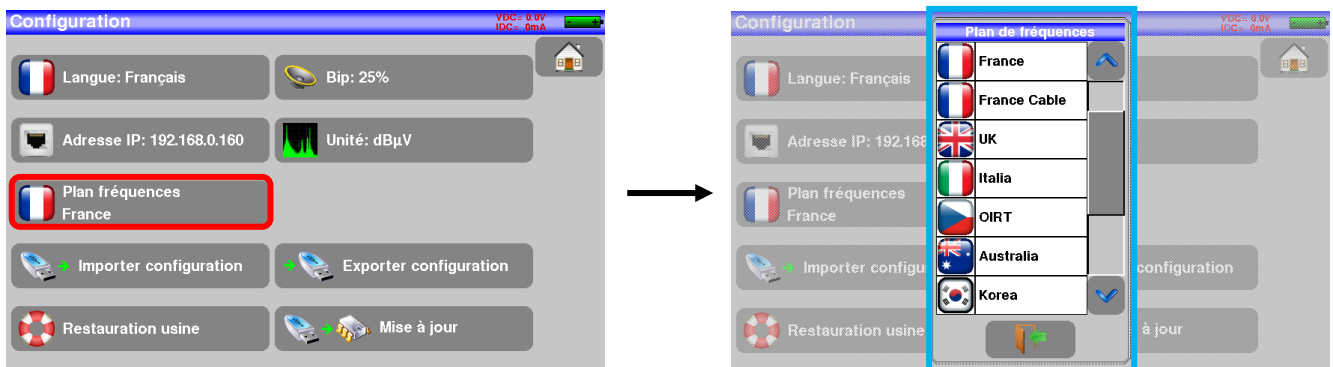 Configuration
VDC= 0.0V
IDC= 0mA
Langue: Français
Bip: 25%
Adresse IP: 192.168.0.160
Unité: dBµV
Plan fréquences
France
Importer configuration
Exporter configuration
Restauration usine
Mise à jour
Configuration
VDC= 0.0V
IDC= 0mA
Langue: Français
Adresse IP: 192.168
Plan fréquences
France
Importer configu
configuration
Restauration usine
à jour
Plan de fréquences
France
France Cable
UK
Italia
OIRT
Australia
Korea